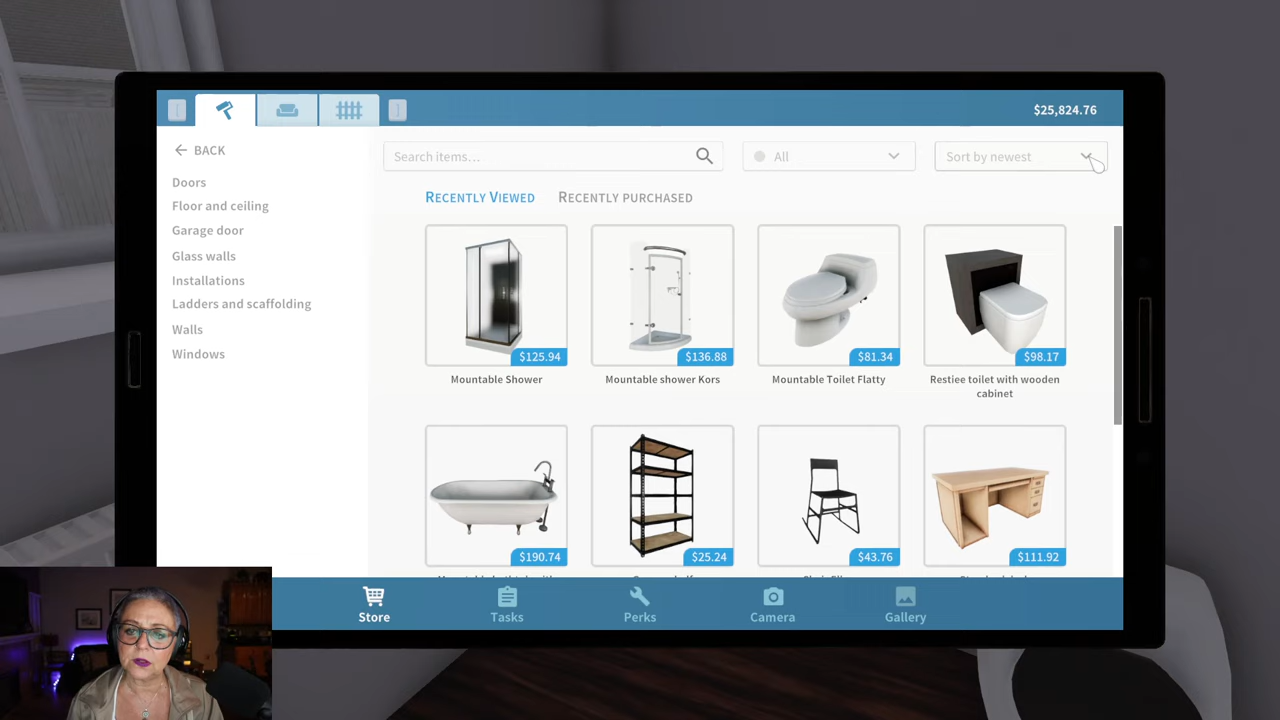 $25,824.76
BACK
Search items...
All
Sort by newest
Doors
Floor and ceiling
Garage door
Glass walls
Installations
Ladders and scaffolding
Walls
Windows
RECENTLY VIEWED
RECENTLY PURCHASED
$125.94
$136.88
$81.34
$98.17
Mountable Shower
Mountable shower Kors
Mountable Toilet Flatty
Restiee toilet with wooden
cabinet
$190.74
$25.24
$43.76
$111.92
Store
Tasks
Perks
Camera
Gallery